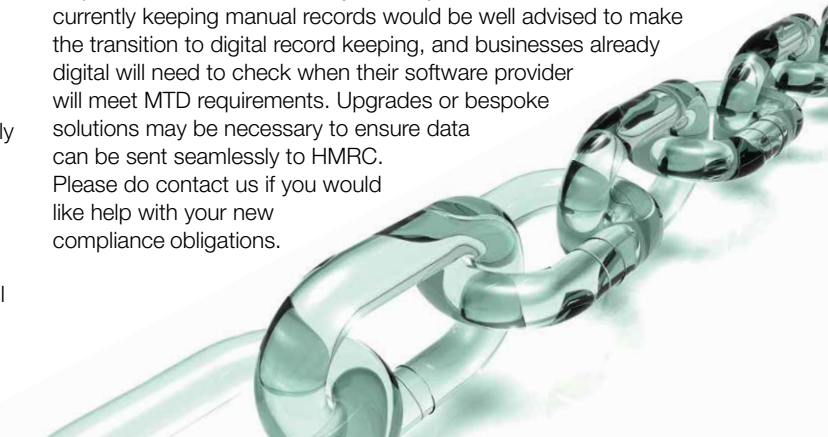 currently keeping manual records would be well advised to make
the transition to digital record keeping, and businesses already
digital will need to check when their software provider
will meet MTD requirements. Upgrades or bespoke
solutions may be necessary to ensure data
can be sent seamlessly to HMRC.
Please do contact us if you would
like help with your new
compliance obligations.